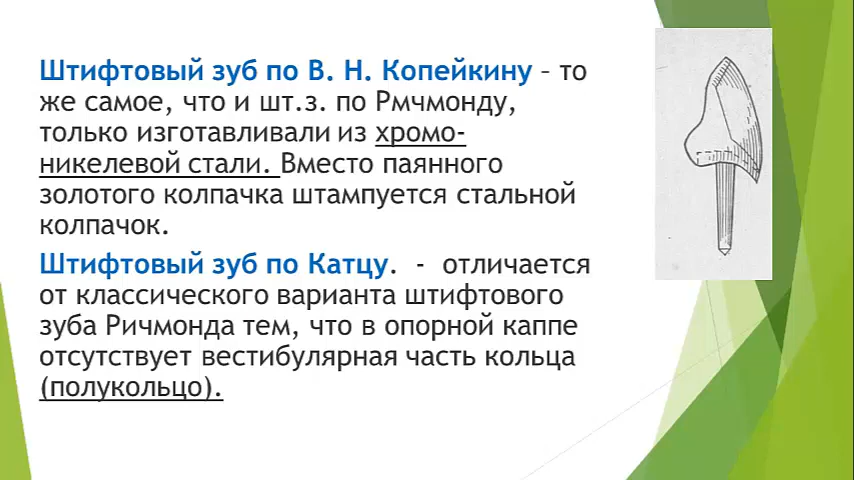 Штифтовый зуб по В. Н. Копейкину – то
же самое, что и шт.з. по Рмчмонду,
только изготавливали из хромо-
никелевой стали. Вместо паянного
золотого колпачка штампуется стальной
колпачок.
Штифтовый зуб по Катцу. - отличается
от классического варианта штифтового
зуба Ричмонда тем, что в опорной каппе
отсутствует вестибулярная часть кольца
(полукольцо).